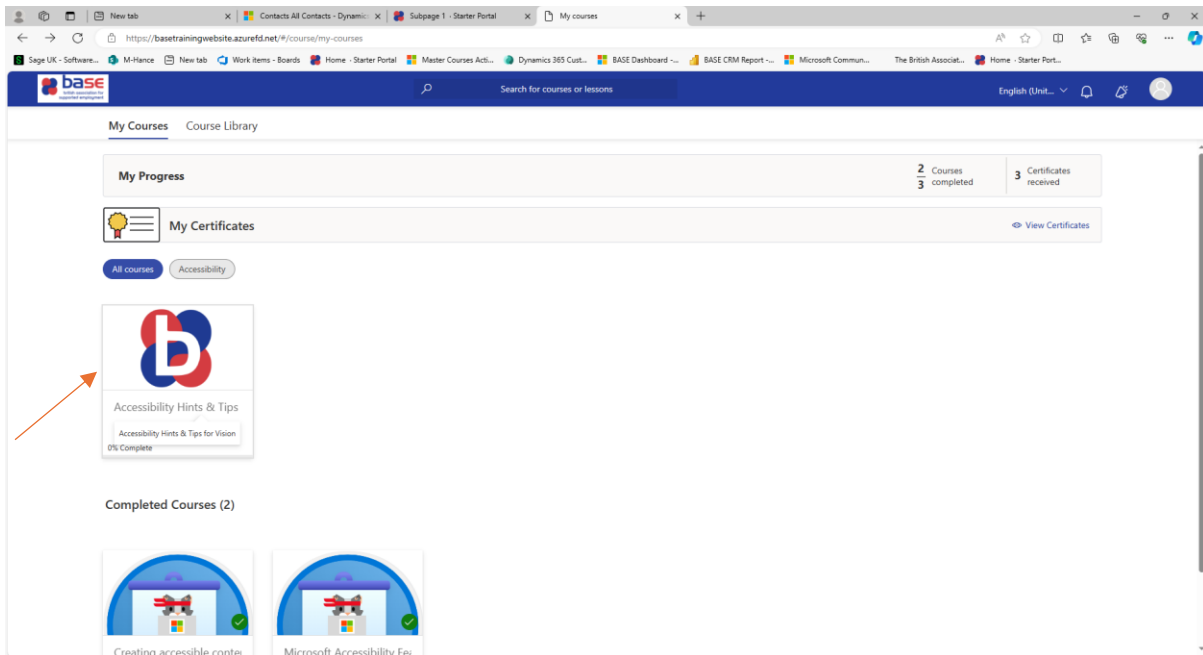 New tab
Contacts All Contacts - Dynamic
Subpage 1 - Starter Portal
My courses
https://basetrainingwebsite.azurefd.net/#/course/my-courses
Sage UK - Software...
M-Hance
New tab
Work items - Boards
Home - Starter Portal
Master Courses Acti...
Dynamics 365 Cust...
BASE Dashboard -...
BASE CRM Report -...
Microsoft Commun...
The British Associat...
Home - Starter Port...
base
british association for
supported employment
Search for courses or lessons
English (Unit...
My Courses Course Library
My Progress
2 Courses
3 completed
3 Certificates
received
My Certificates
View Certificates
All courses
Accessibility
b
Accessibility Hints & Tips
Accessibility Hints & Tips for Vision
0% Complete
Completed Courses (2)
Creating accessible conte
Microsoft Accessibility Fe